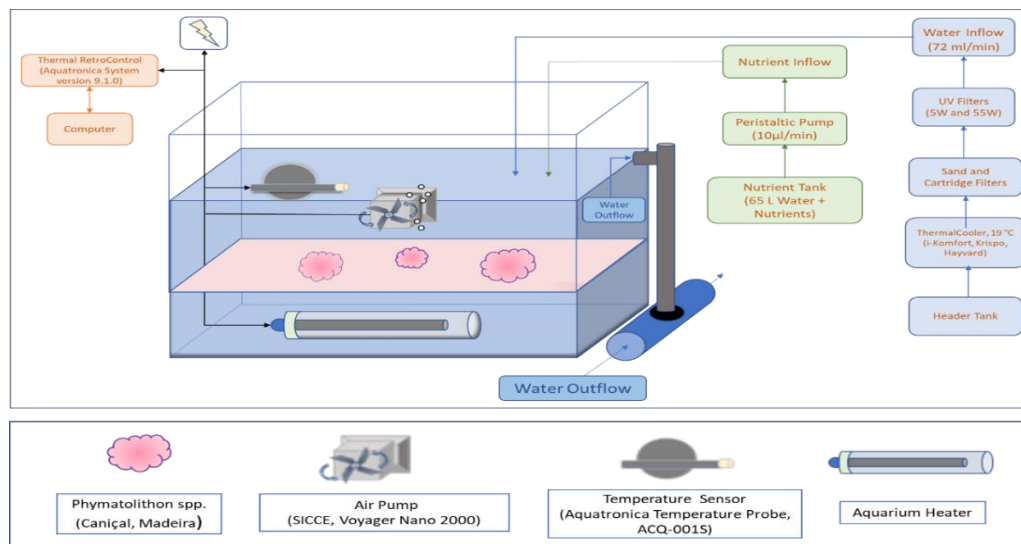 Thermal RetroControl
(Aquatronica System
version 9.1.0)
Computer
Water
Outflow
Water Outflow
Nutrient Inflow
Peristaltic Pump
(10µl/min)
Nutrient Tank
(65 L Water +
Nutrients)
Water Inflow
(72 ml/min)
UV Filters
(5W and 55W)
Sand and
Cartridge Filters
ThermalCooler, 19 °C
(i-Komfort, Krispo,
Hayvard)
Header Tank
Phymatolithon spp.
(Caniçal, Madeira)
Air Pump
(SICCE, Voyager Nano 2000)
Temperature Sensor
(Aquatronica Temperature Probe,
ACQ-001S)
Aquarium Heater